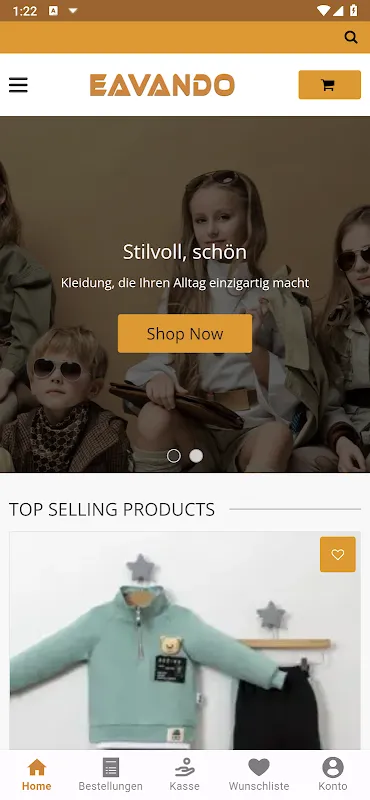 1:22
EAVANDO
Stilvoll, schön
Kleidung, die Ihren Alltag einzigartig macht
Shop Now
TOP SELLING PRODUCTS
Home
Bestellungen
Kasse
Wunschliste
Konto